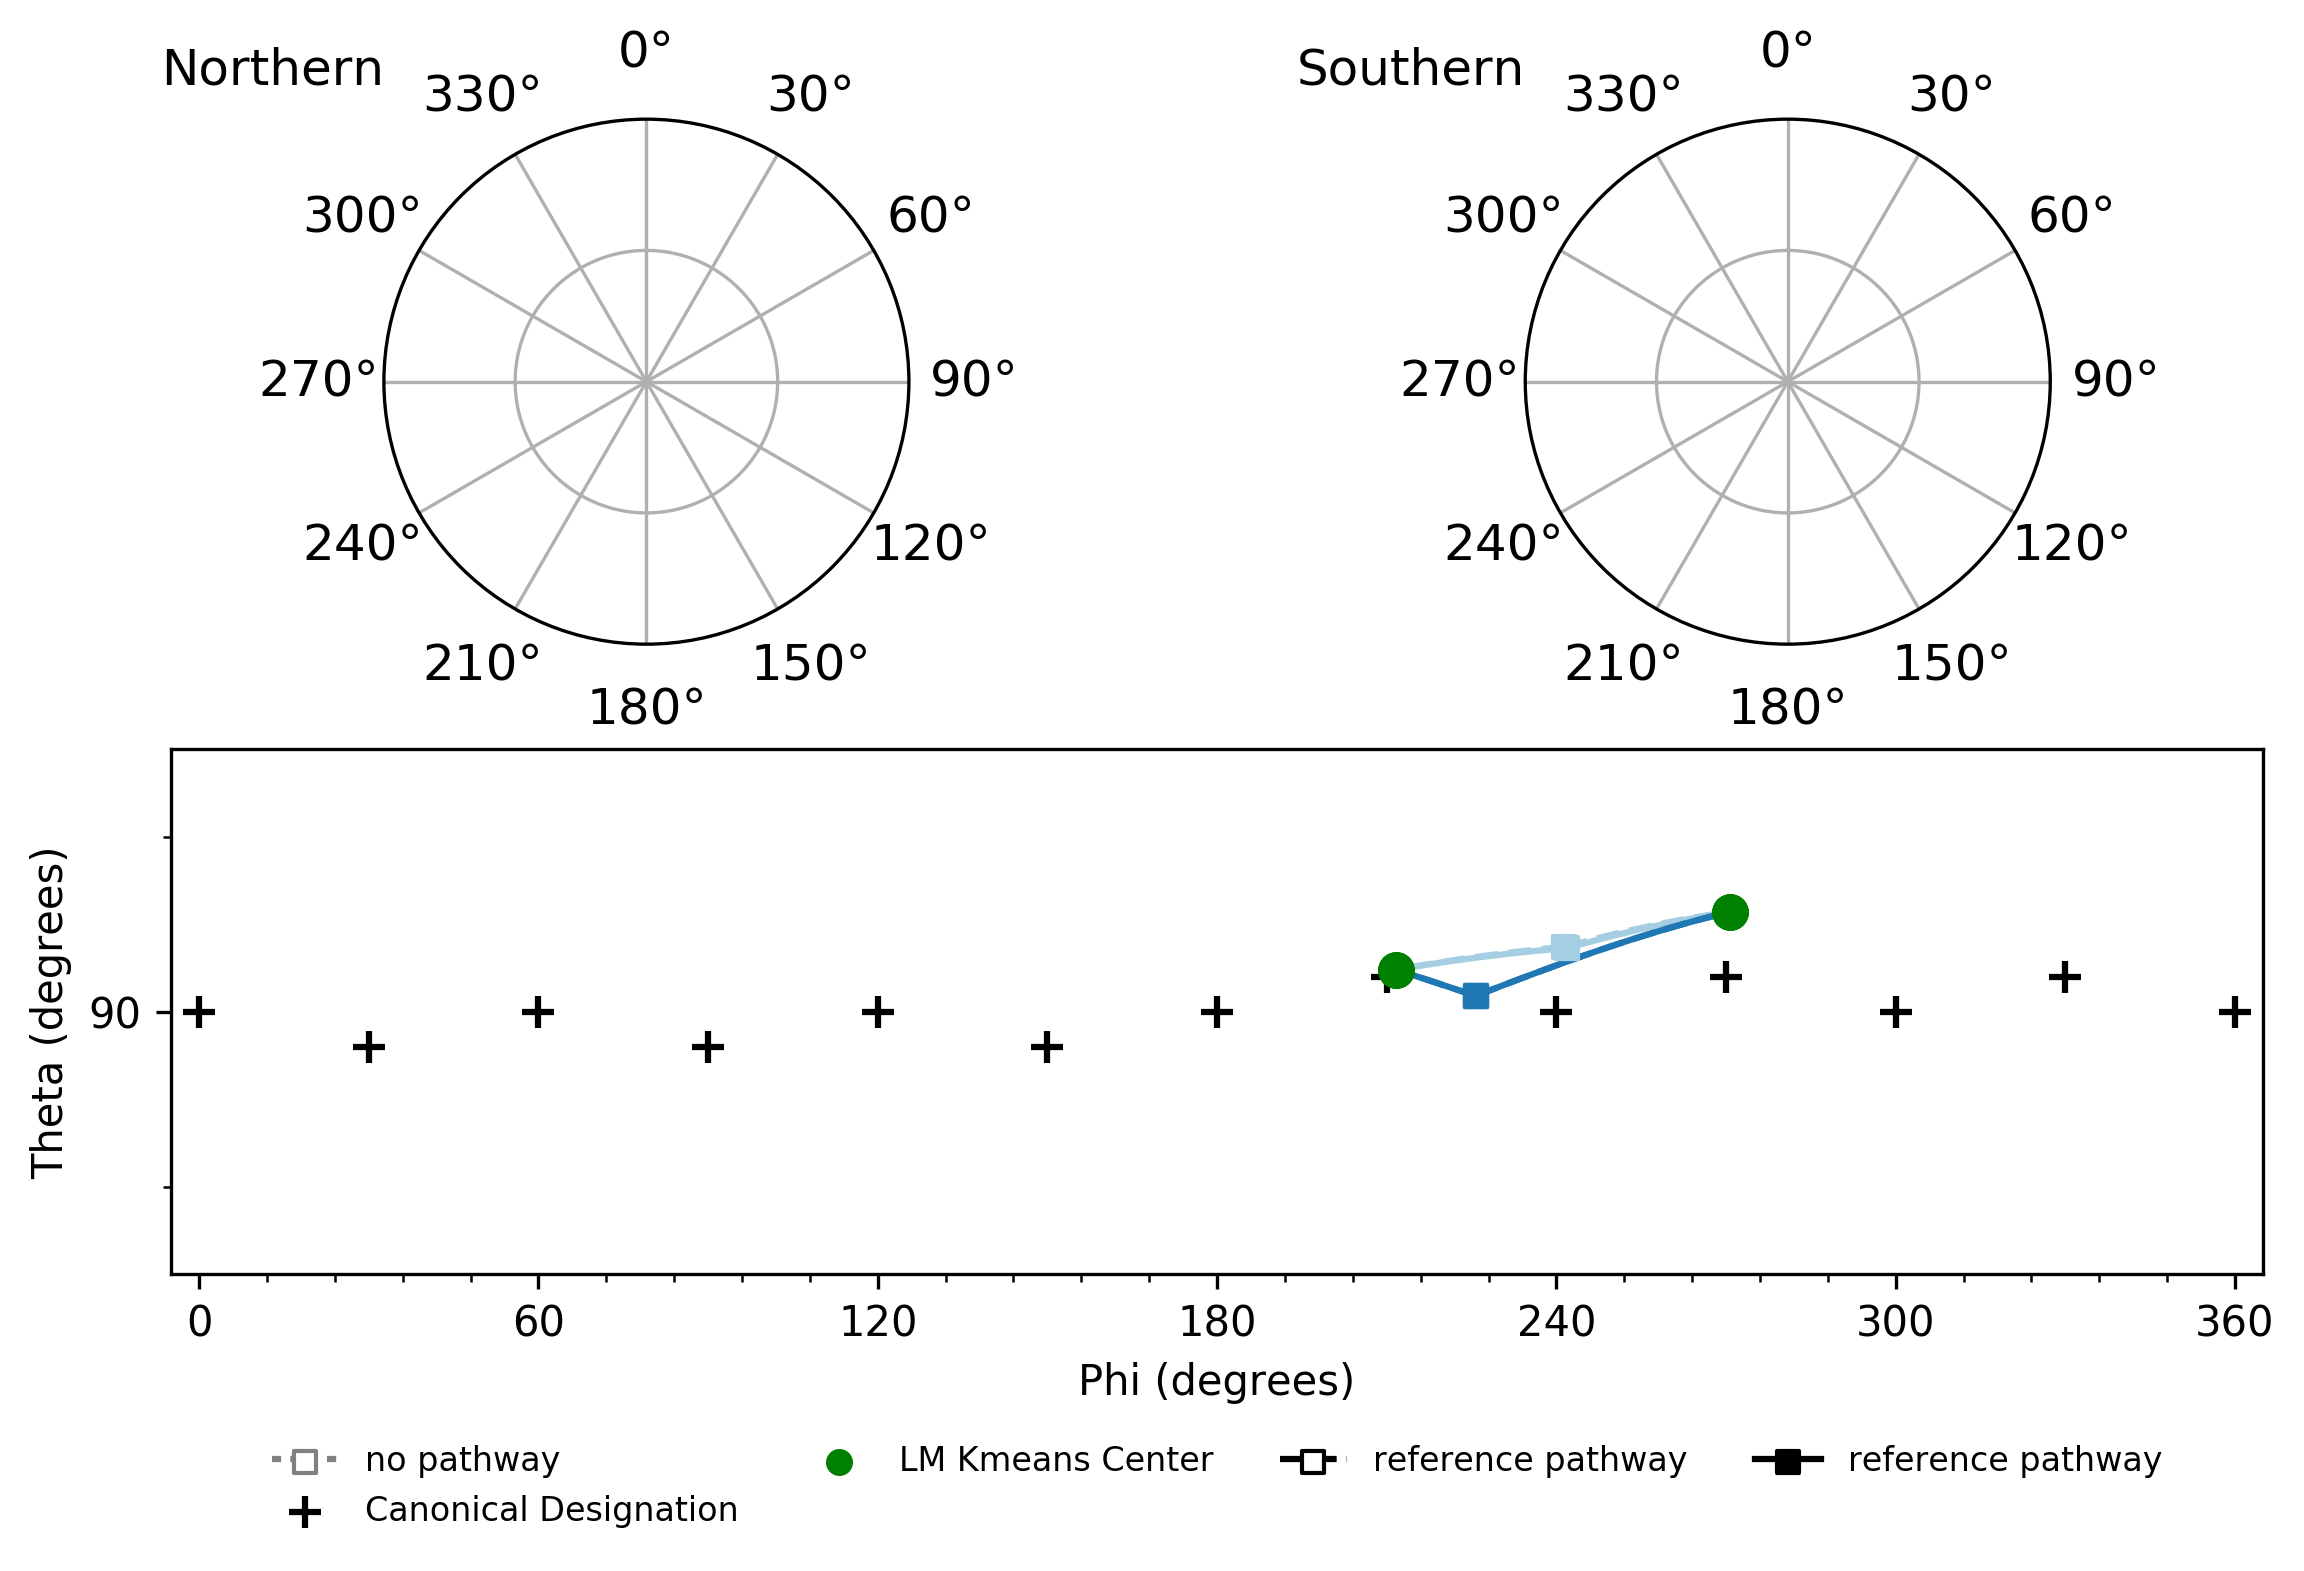 Northern
0°
330°
30°
300°
60°
270°
90°
240°
120°
210°
150°
180°
Southern
0°
330°
30°
300°
60°
270°
90°
240°
120°
210°
150°
180°
Theta (degrees)
90
0 60 120 180 240 300 360
Phi (degrees)
no pathway
Canonical Designation
LM Kmeans Center
reference pathway
reference pathway